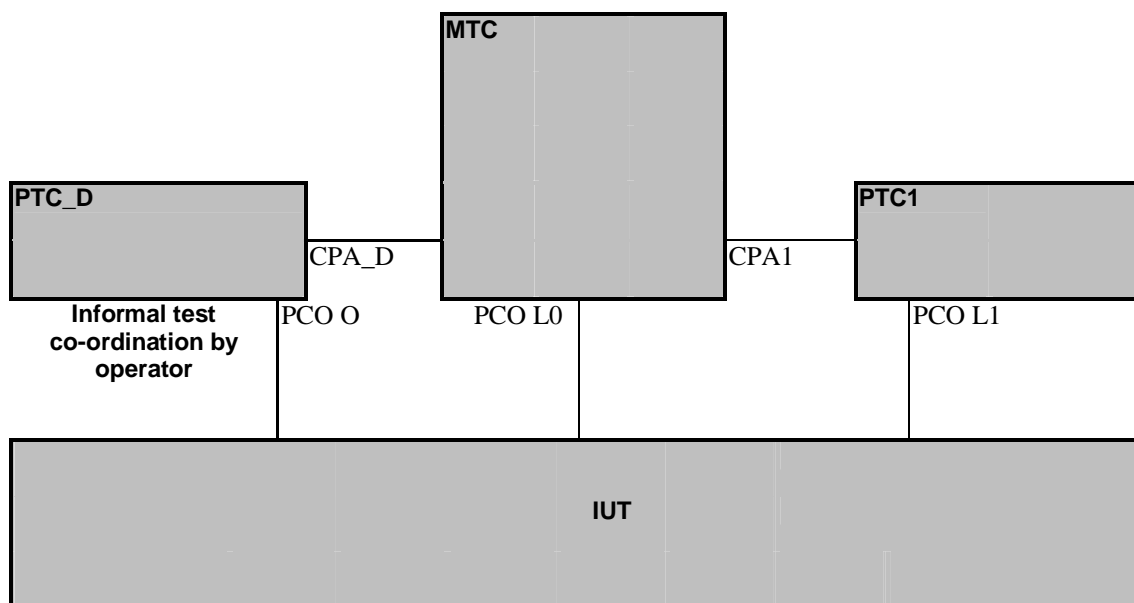 MTC
PTC_D
PTC1
CPA_D
CPA1
Informal test
co-ordination by
operator
PCO O
PCO L0
PCO L1
IUT